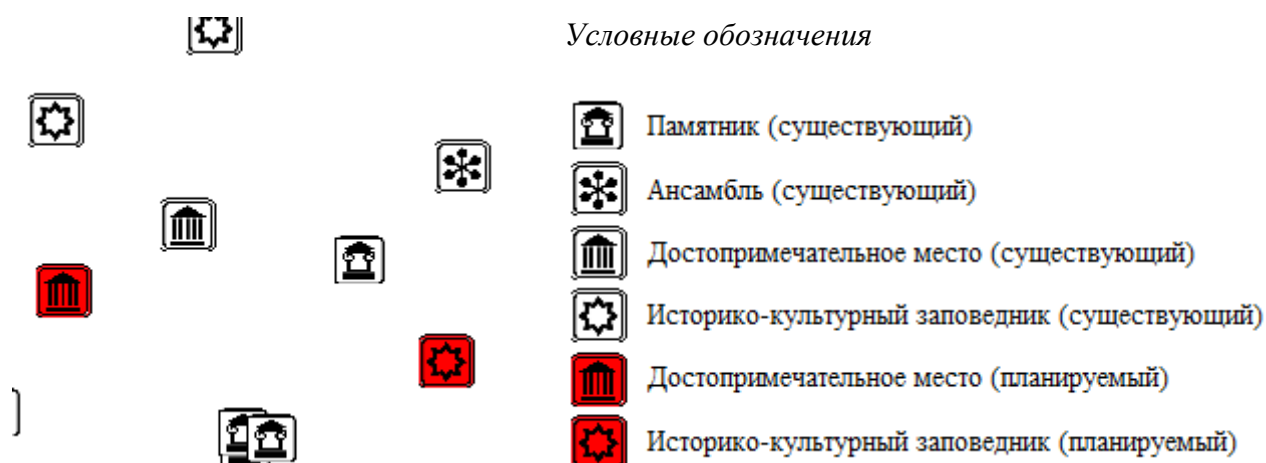 Условные обозначения
Памятник (существующий)
Ансамбль (существующий)
Достопримечательное место (существующий)
Историко-культурный заповедник (существующий)
Достопримечательное место (планируемый)
Историко-культурный заповедник (планируемый)